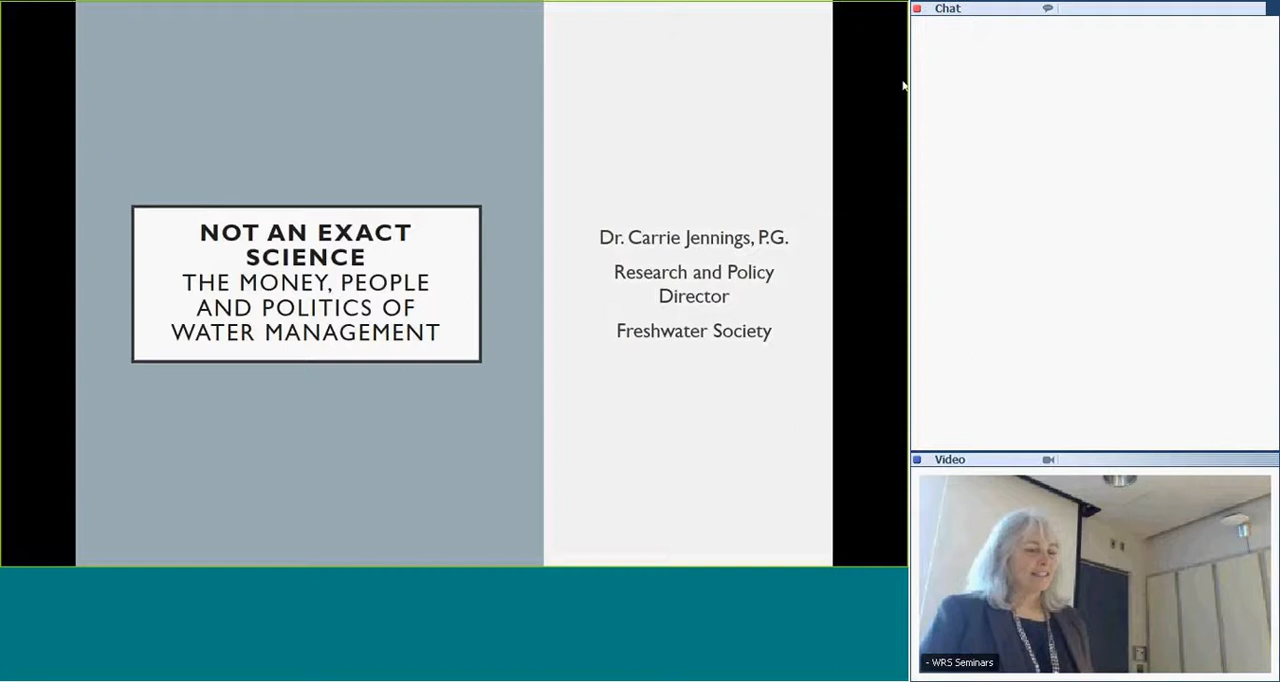 NOT AN EXACT
SCIENCE
THE MONEY, PEOPLE
AND POLITICS OF
WATER MANAGEMENT
Dr. Carrie Jennings, P.G.
Research and Policy
Director
Freshwater Society
Chat
Video
- WRS Seminars